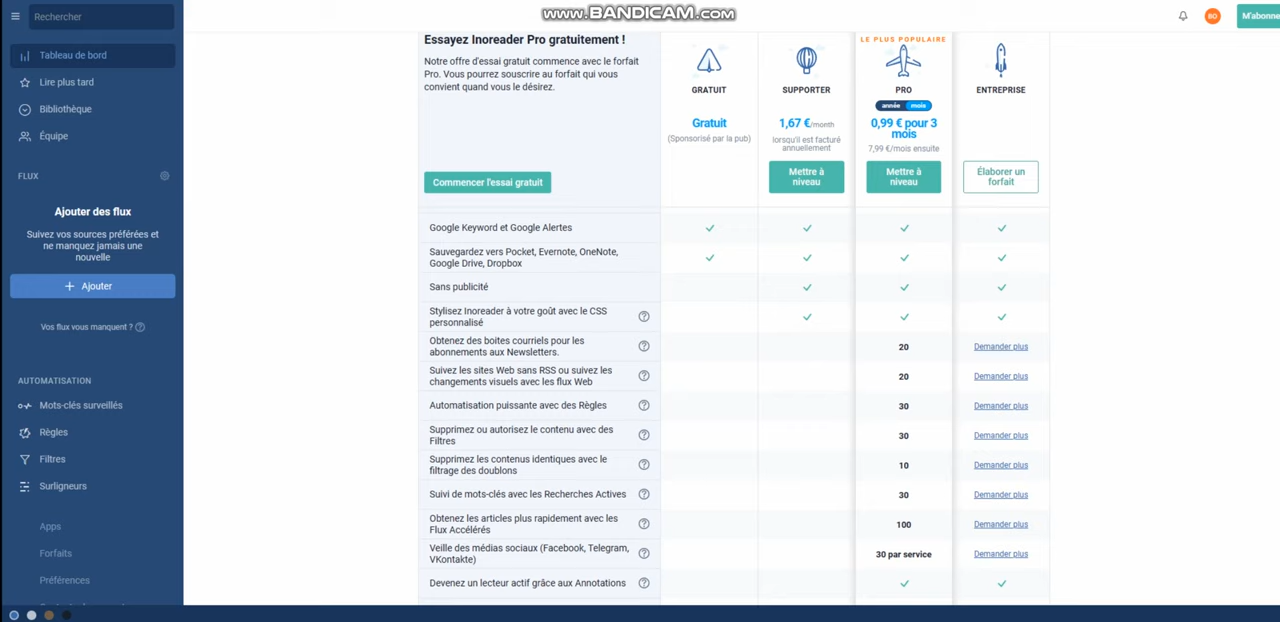 www.BANDICAM.com
Rechercher
BO
M'abonne
Tableau de bord
Lire plus tard
Bibliothèque
Équipe
FLUX
Ajouter des flux
Suivez vos sources préférées et
ne manquez jamais une
nouvelle
Ajouter
Vos flux vous manquent ?
AUTOMATISATION
Mots-clés surveillés
Règles
Filtres
Surligneurs
Apps
Forfaits
Préférences
Essayez Inoreader Pro gratuitement !
Notre offre d'essai gratuit commence avec le forfait
Pro. Vous pourrez souscrire au forfait qui vous
convient quand vous le désirez.
Commencer l'essai gratuit
GRATUIT
Gratuit
(Sponsorisé par la pub)
SUPPORTER
1,67 €/month
lorsqu'il est facturé
annuellement
Mettre à
niveau
LE PLUS POPULAIRE
PRO
année mois
0,99 € pour 3
mois
7,99 €/mois ensuite
Mettre à
niveau
ENTREPRISE
Élaborer un
forfait
Google Keyword et Google Alertes
Sauvegardez vers Pocket, Evernote, OneNote,
Google Drive, Dropbox
Sans publicité
Stylisez Inoreader à votre goût avec le CSS
personnalisé
Obtenez des boites courriels pour les
abonnements aux Newsletters.
20 Demander plus
Suivez les sites Web sans RSS ou suivez les
changements visuels avec les flux Web
20 Demander plus
Automatisation puissante avec des Règles
30 Demander plus
Supprimez ou autorisez le contenu avec des
Filtres
30 Demander plus
Supprimez les contenus identiques avec le
filtrage des doublons
10 Demander plus
Suivi de mots-clés avec les Recherches Actives
30 Demander plus
Obtenez les articles plus rapidement avec les
Flux Accélérés
100 Demander plus
Veille des médias sociaux (Facebook, Telegram,
VKontakte)
30 par service Demander plus
Devenez un lecteur actif grâce aux Annotations